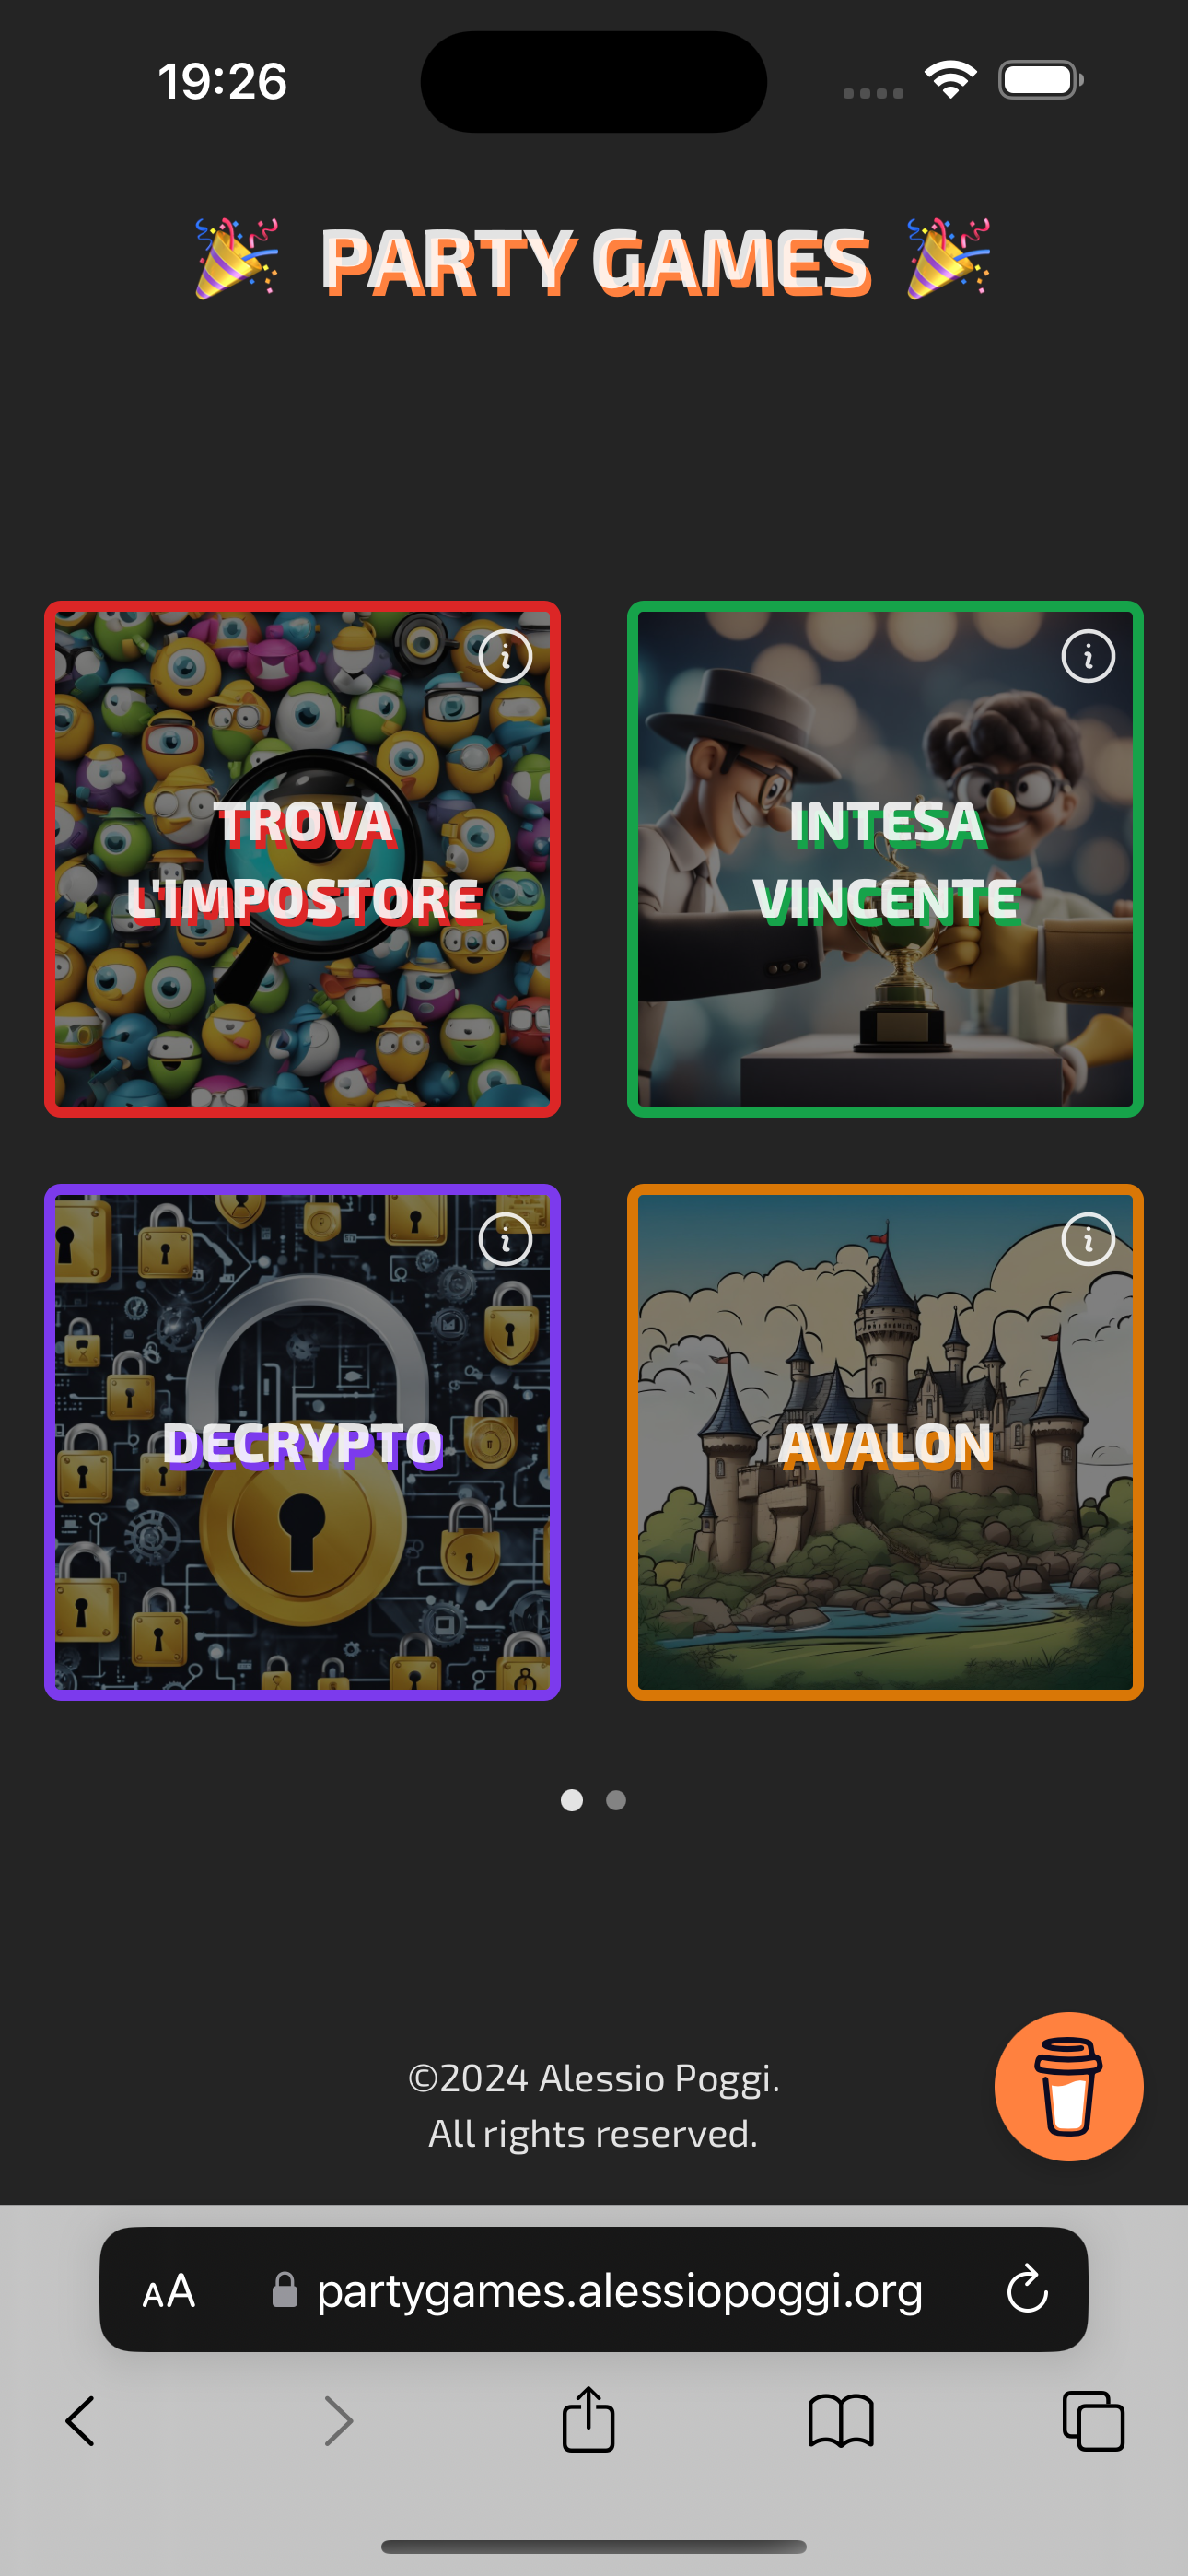 19:26
PARTY GAMES
TROVA
L'IMPOSTORE
INTESA
VINCENTE
DECRYPTO
AVALON
©2024 Alessio Poggi.
All rights reserved.
AA
partygames.alessiopoggi.org